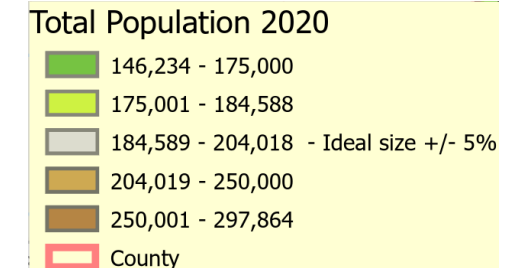 Total Population 2020
146,234 - 175,000
175,001 - 184,588
184,589 - 204,018 - Ideal size +/- 5%
204,019 - 250,000
250,001 - 297,864
County